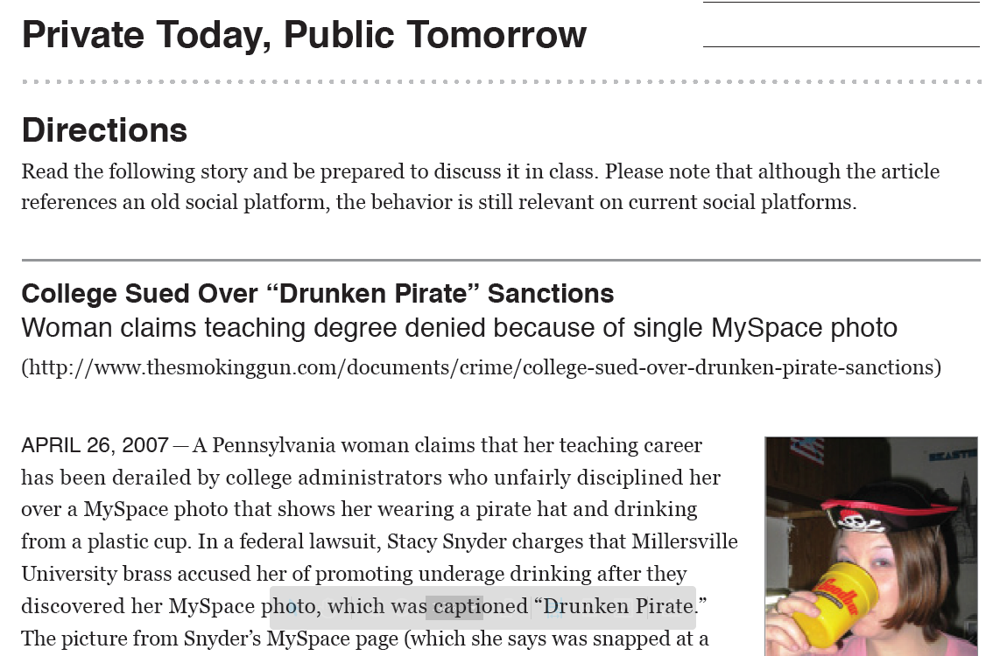 Private Today, Public Tomorrow
Directions
Read the following story and be prepared to discuss it in class. Please note that although the article
references an old social platform, the behavior is still relevant on current social platforms.
College Sued Over “Drunken Pirate” Sanctions
Woman claims teaching degree denied because of single MySpace photo
(http://www.thesmokinggun.com/documents/crime/college-sued-over-drunken-pirate-sanctions)
APRIL 26, 2007 — A Pennsylvania woman claims that her teaching career
has been derailed by college administrators who unfairly disciplined her
over a MySpace photo that shows her wearing a pirate hat and drinking
from a plastic cup. In a federal lawsuit, Stacy Snyder charges that Millersville
University brass accused her of promoting underage drinking after they
discovered her MySpace photo, which was captioned “Drunken Pirate.”
The picture from Snyder’s MySpace page (which she says was snapped at a